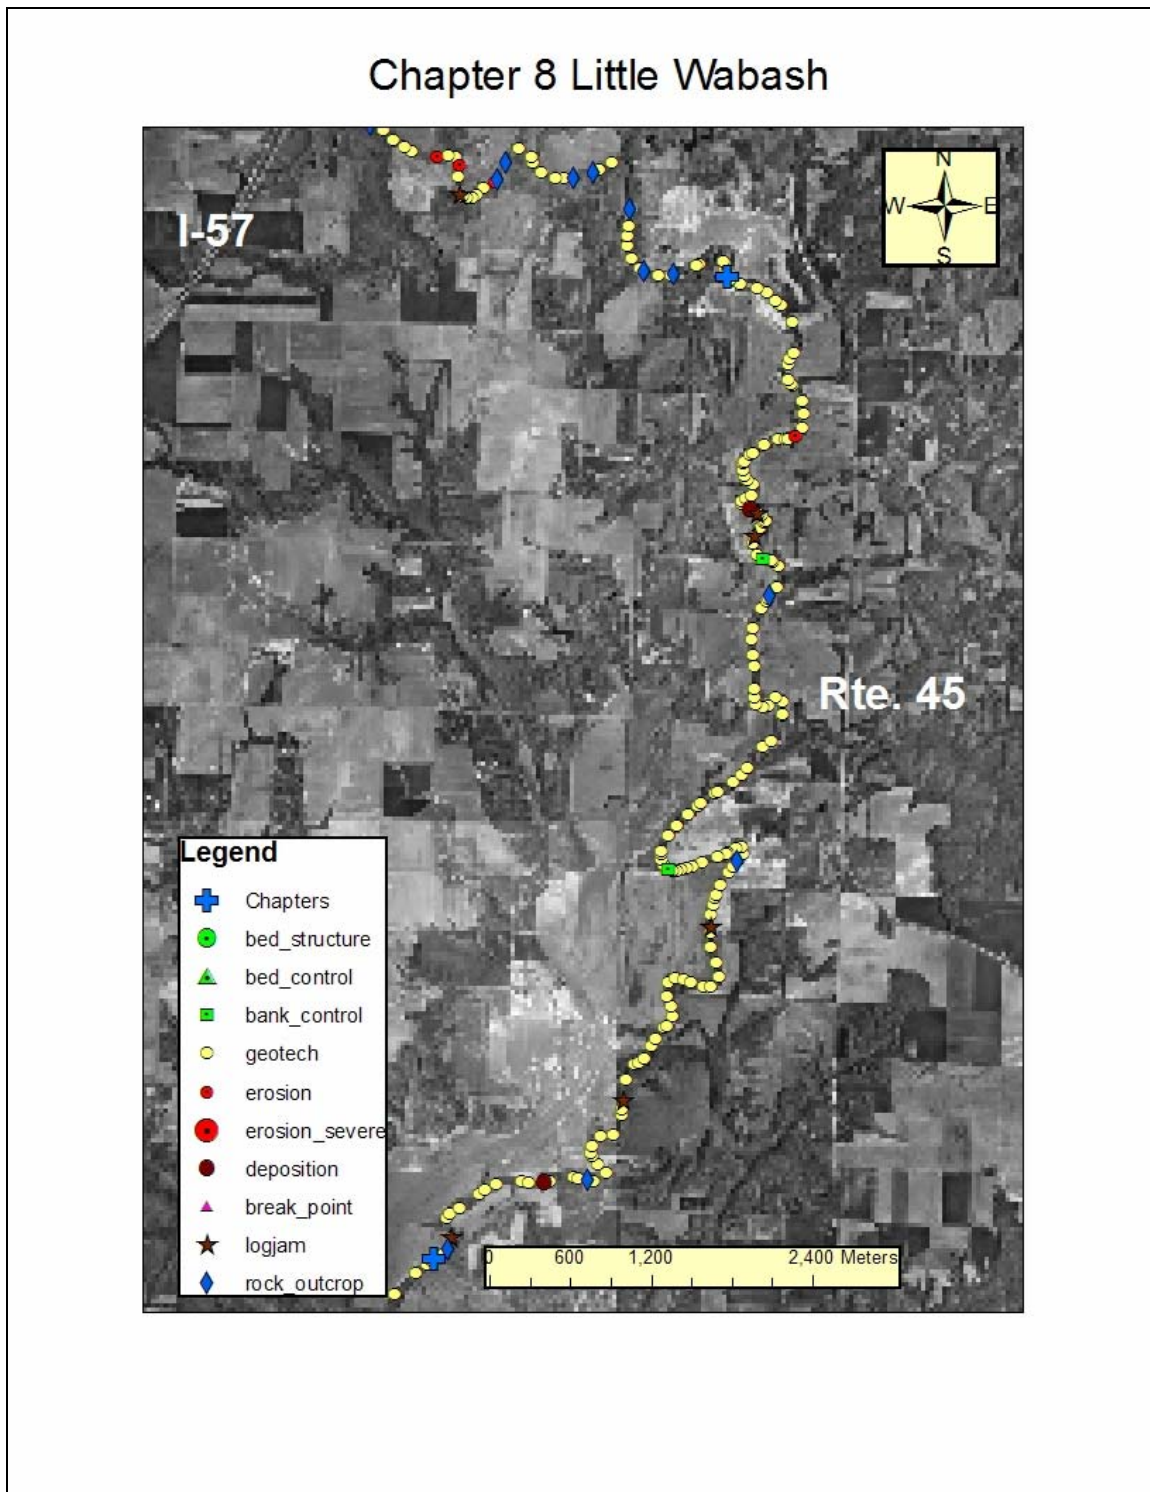 Chapter 8 Little Wabash
N
W E
S
I-57
Rte. 45
Legend
Chapters
bed_structure
bed_control
bank_control
geotech
erosion
erosion_severe
deposition
break_point
logjam
rock_outcrop
0 600 1,200 2,400 Meters